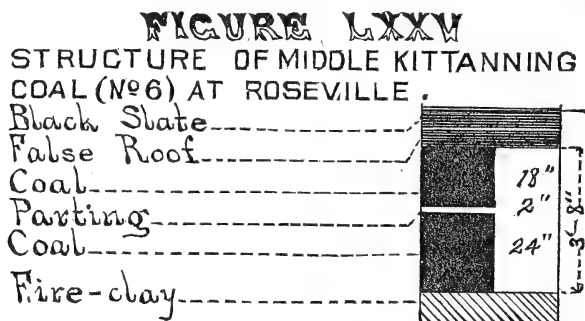 FIGURE LXXV
STRUCTURE OF MIDDLE KITTANNING
COAL (Nº6) AT ROSEVILLE.
Black Slate
False Roof
Coal 18"
Parting 2"
Coal 24"
3'-8"
Fire-clay